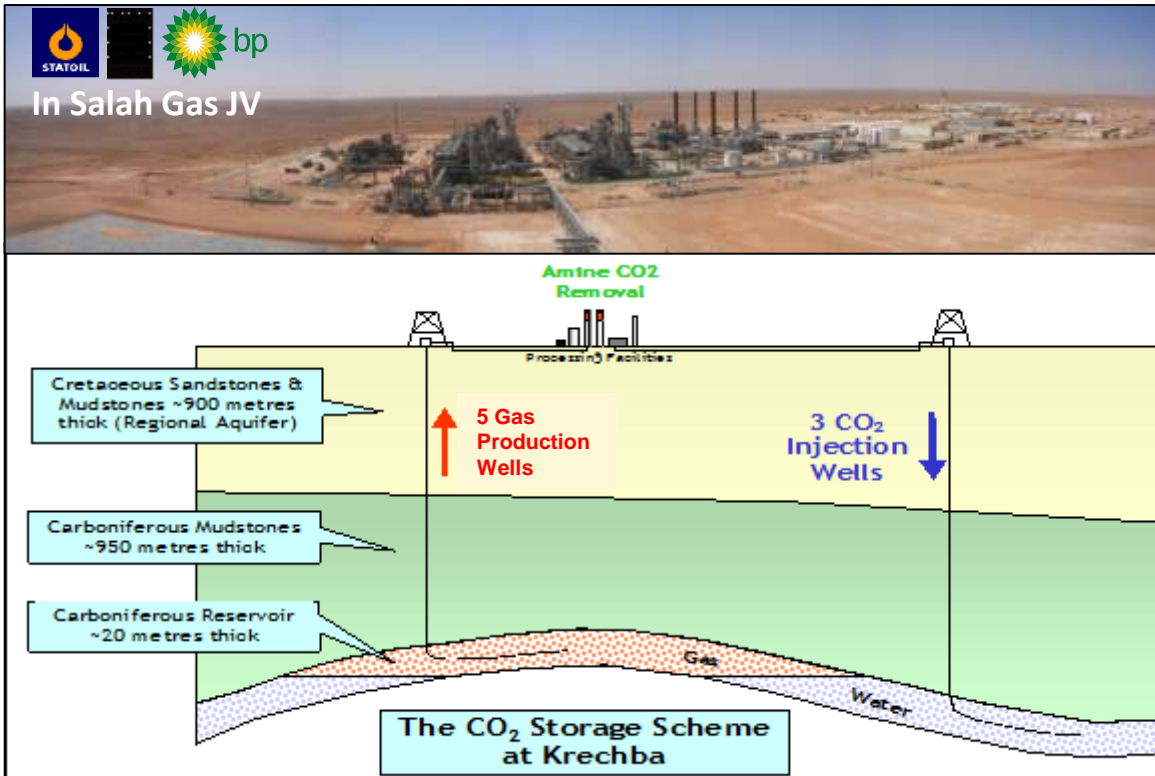 STATOIL
bp
In Salah Gas JV
Amine CO2
Removal
Processing Facilities
Cretaceous Sandstones &
Mudstones ~900 metres
thick (Regional Aquifer)
5 Gas
Production
Wells
3 CO₂
Injection
Wells
Carboniferous Mudstones
~950 metres thick
Carboniferous Reservoir
~20 metres thick
Gas
Water
The CO₂ Storage Scheme
at Krechba